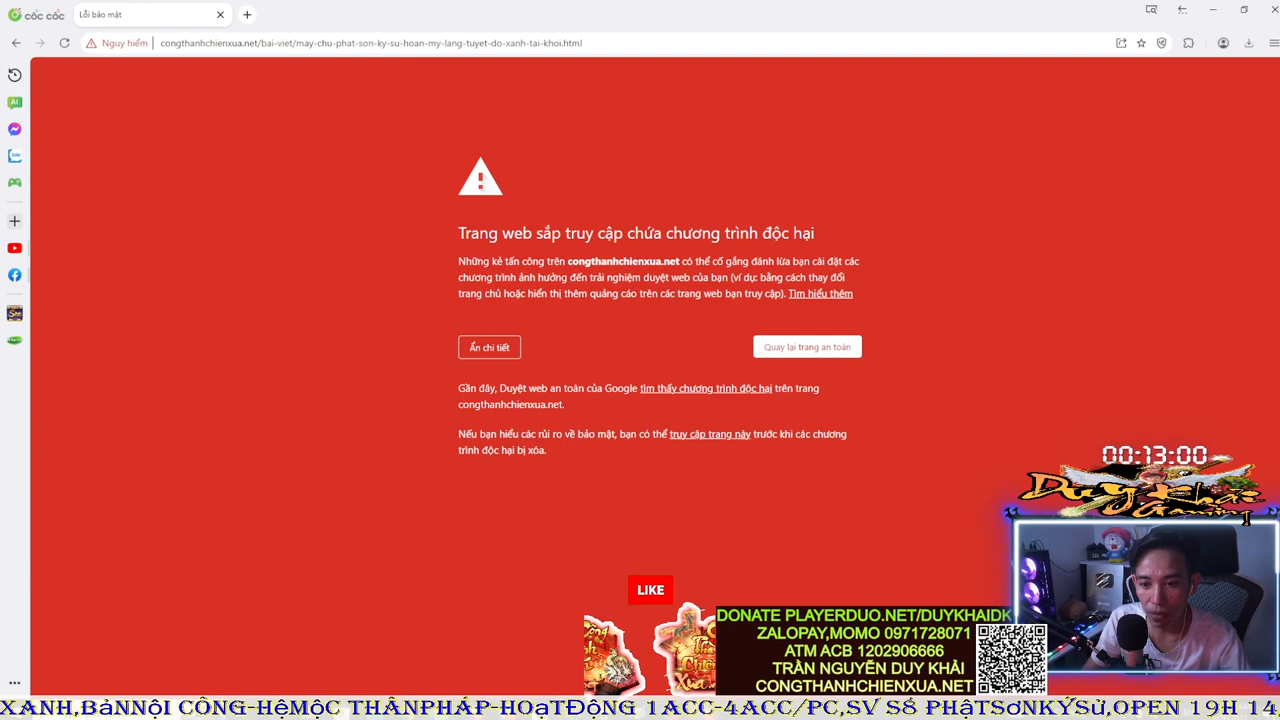 cốc cốc
Lỗi bảo mật
Nguy hiểm
congthanhchienxua.net/bai-viet/may-chu-phat-son-ky-su-hoan-my-lang-tuyet-do-xanh-tai-khoi.html
AI
Zalo
Trang web sắp truy cập chứa chương trình độc hại
Những kẻ tấn công trên congthanhchienxua.net có thể cố gắng đánh lừa bạn cài đặt các
chương trình ảnh hưởng đến trải nghiệm duyệt web của bạn (ví dụ: bằng cách thay đổi
trang chủ hoặc hiển thị thêm quảng cáo trên các trang web bạn truy cập). Tìm hiểu thêm
Ẩn chi tiết
Quay lại trang an toàn
Gần đây, Duyệt web an toàn của Google tìm thấy chương trình độc hại trên trang
congthanhchienxua.net.
Nếu bạn hiểu các rủi ro về bảo mật, bạn có thể truy cập trang này trước khi các chương
trình độc hại bị xóa.
00:13:00
Duy Khải
Gaming
LIKE
DONATE PLAYERDUO.NET/DUYKHAIDK
ZALOPAY,MOMO 0971728071
ATM ACB 1202906666
TRẦN NGUYỄN DUY KHẢI
CONGTHANHCHIENXUA.NET
XANH,BảNNộI CÔNG-HệMộC THẦNPHÁP-HOạTĐộNG 1ACC-4ACC/PC,SV Số PHậTSơNKỲSử,OPEN 19H 14